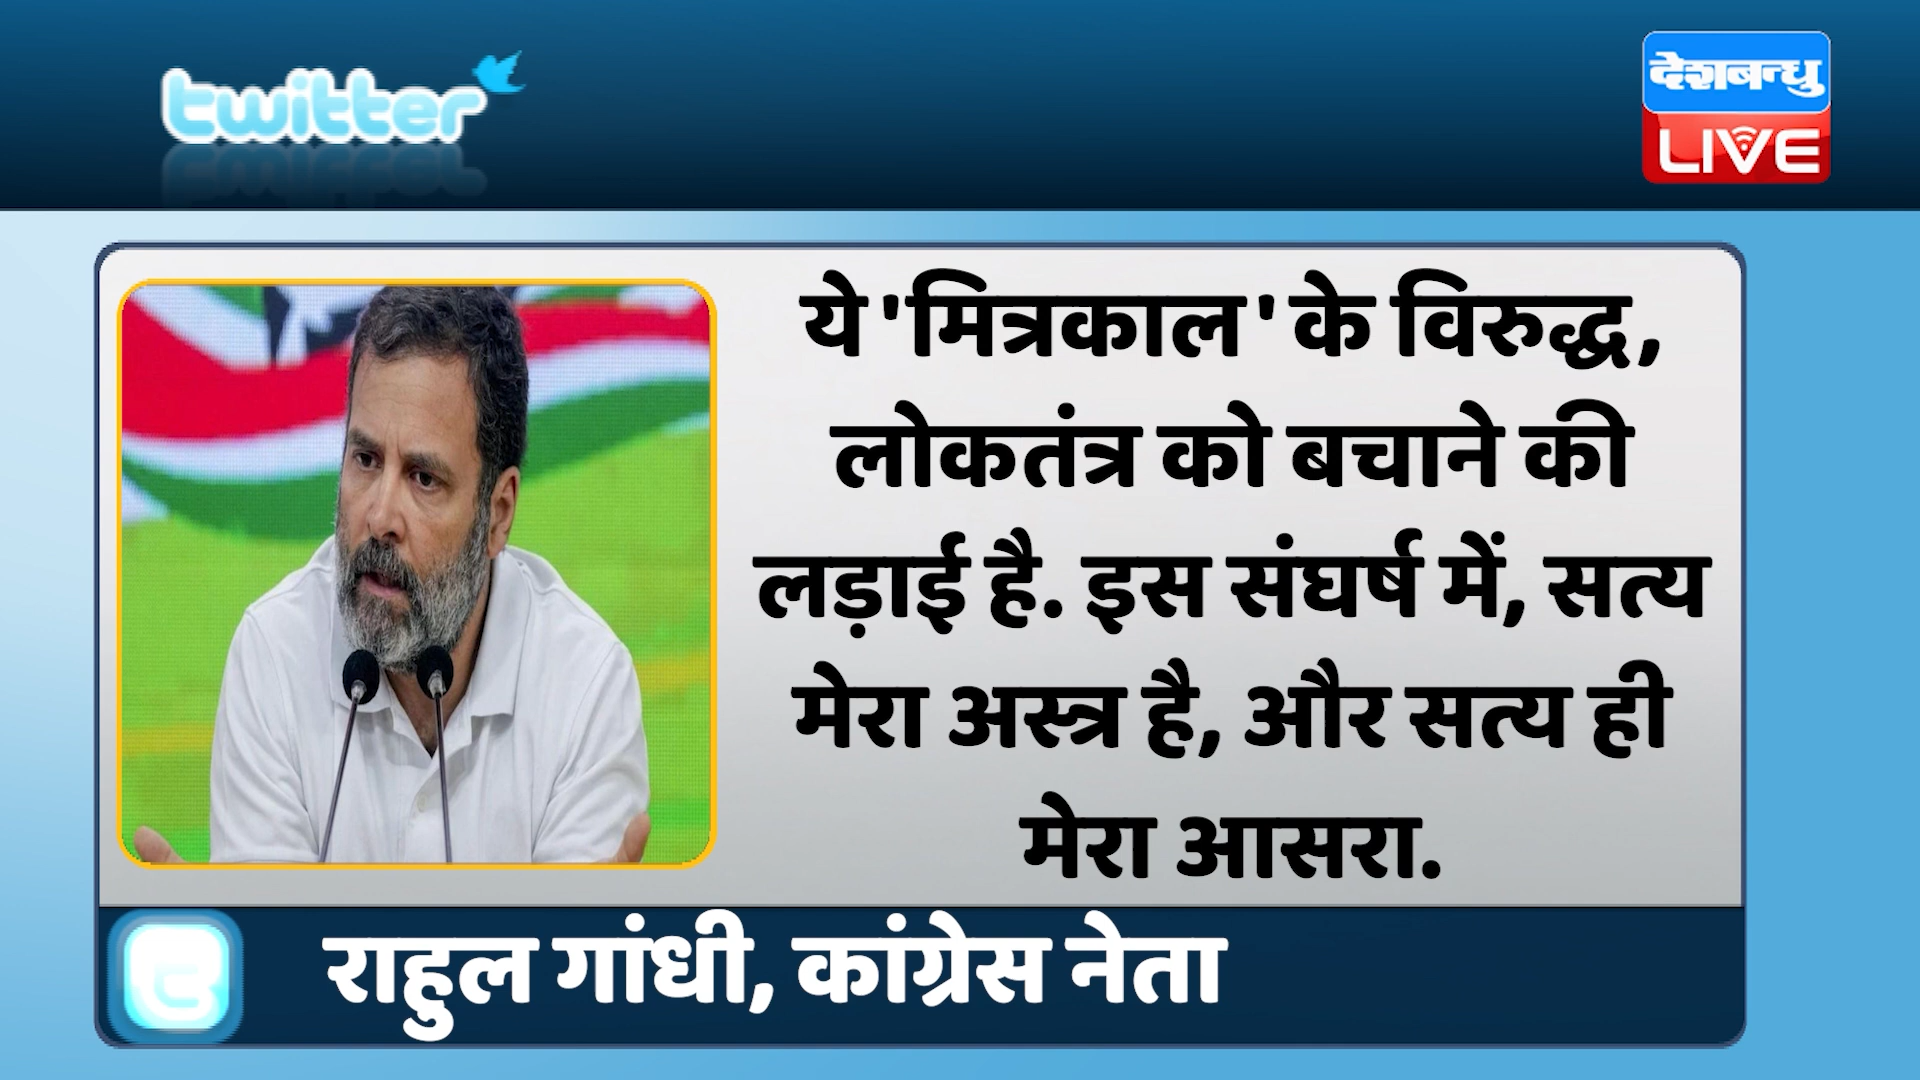 twitter
देशबन्धु
LIVE
ये 'मित्रकाल' के विरुद्ध,
लोकतंत्र को बचाने की
लड़ाई है. इस संघर्ष में, सत्य
मेरा अस्त्र है, और सत्य ही
मेरा आसरा.
राहुल गांधी, कांग्रेस नेता